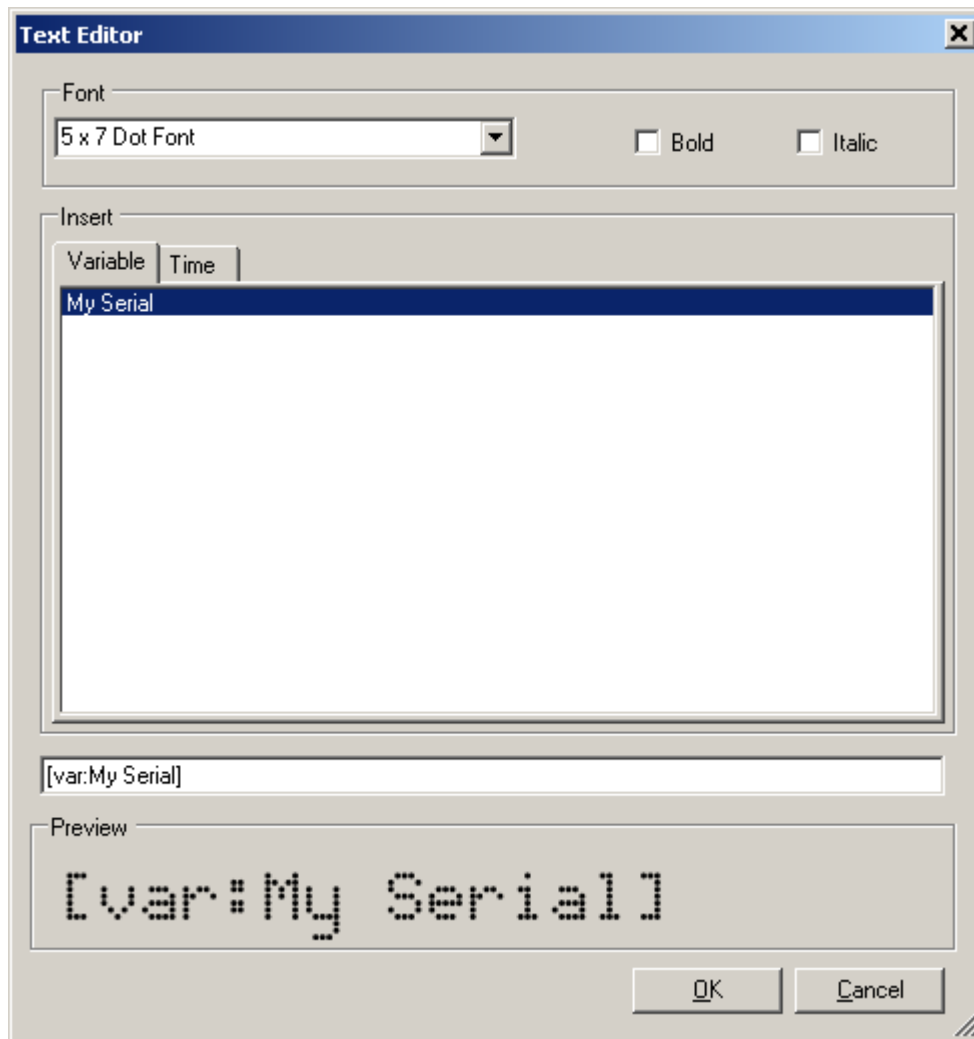 Text Editor
Font
5 x 7 Dot Font
Bold
Italic
Insert
Variable
Time
My Serial
[var:My Serial]
Preview
[var:My Serial]
OK
Cancel